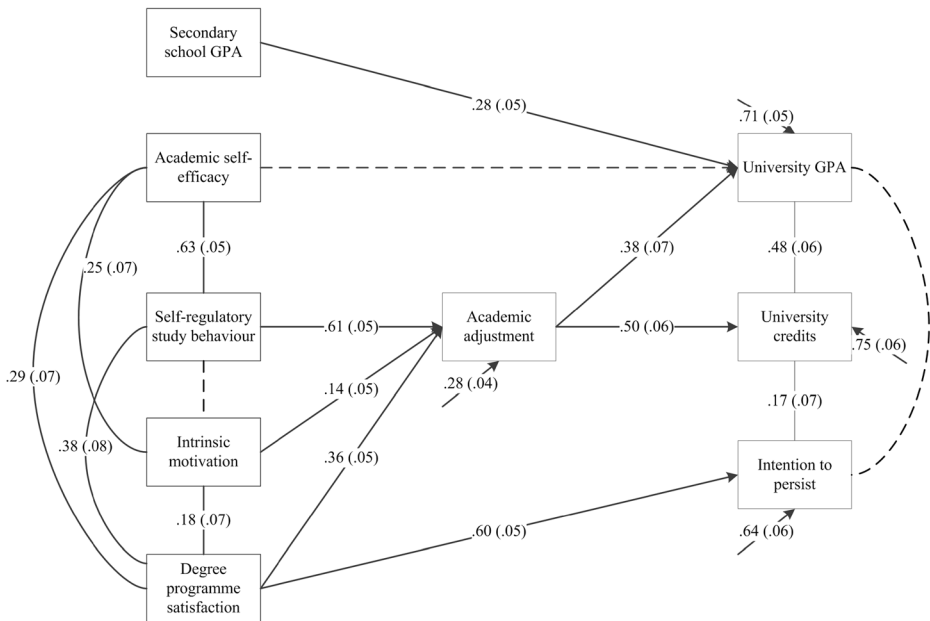 Secondary
school GPA
.28 (.05)
.71 (.05)
Academic self-
efficacy
University GPA
.63 (.05)
.25 (.07)
.38 (.07)
.48 (.06)
Self-regulatory
study behaviour
.61 (.05)
Academic
adjustment
.50 (.06)
University
credits
.75 (.06)
.29 (.07)
.28 (.04)
.14 (.05)
.17 (.07)
.38 (.08)
Intrinsic
motivation
.36 (.05)
Intention to
persist
.18 (.07)
.60 (.05)
.64 (.06)
Degree
programme
satisfaction